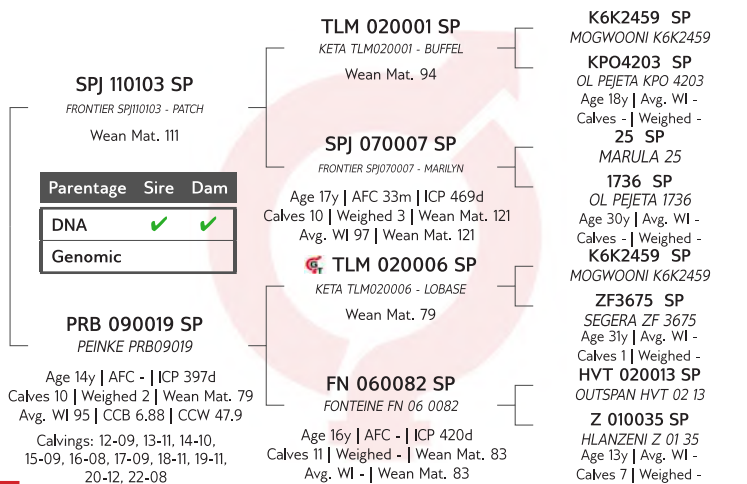 SPJ 110103 SP
FRONTIER SPJ110103 - PATCH
Wean Mat. 111
Parentage Sire Dam
DNA ✔ ✔
Genomic
PRB 090019 SP
PEINKE PRB09019
Age 14y | AFC - | ICP 397d
Calves 10 | Weighed 2 | Wean Mat. 79
Avg. WI 95 | CCB 6.88 | CCW 47.9
Calvings: 12-09, 13-11, 14-10,
15-09, 16-08, 17-09, 18-11, 19-11,
20-12, 22-08
TLM 020001 SP
KETA TLM020001 - BUFFEL
Wean Mat. 94
SPJ 070007 SP
FRONTIER SPJ070007 - MARILYN
Age 17y | AFC 33m | ICP 469d
Calves 10 | Weighed 3 | Wean Mat. 121
Avg. WI 97 | Wean Mat. 121
GT TLM 020006 SP
KETA TLM020006 - LOBASE
Wean Mat. 79
FN 060082 SP
FONTEINE FN 06 0082
Age 16y | AFC - | ICP 420d
Calves 11 | Weighed - | Wean Mat. 83
Avg. WI - | Wean Mat. 83
K6K2459 SP
MOGWOONI K6K2459
KPO4203 SP
OL PEJETA KPO 4203
Age 18y | Avg. WI -
Calves - | Weighed -
25 SP
MARULA 25
1736 SP
OL PEJETA 1736
Age 30y | Avg. WI -
Calves - | Weighed -
K6K2459 SP
MOGWOONI K6K2459
ZF3675 SP
SEGERA ZF 3675
Age 31y | Avg. WI -
Calves 1 | Weighed -
HVT 020013 SP
OUTSPAN HVT 02 13
Z 010035 SP
HLANZENI Z 01 35
Age 13y | Avg. WI -
Calves 7 | Weighed -